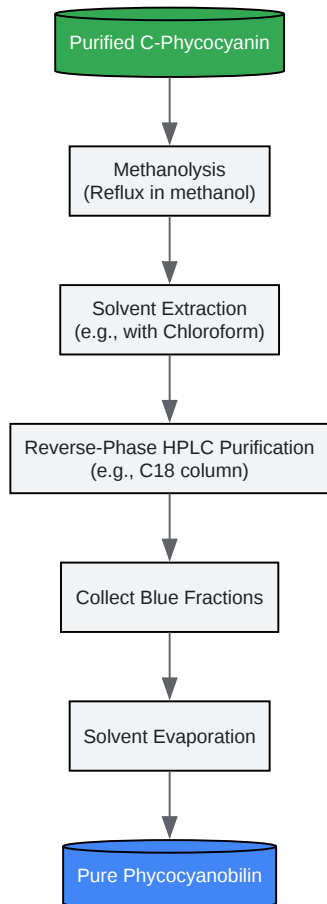 Purified C-Phycocyanin
Methanolysis
(Reflux in methanol)
Solvent Extraction
(e.g., with Chloroform)
Reverse-Phase HPLC Purification
(e.g., C18 column)
Collect Blue Fractions
Solvent Evaporation
Pure Phycocyanobilin